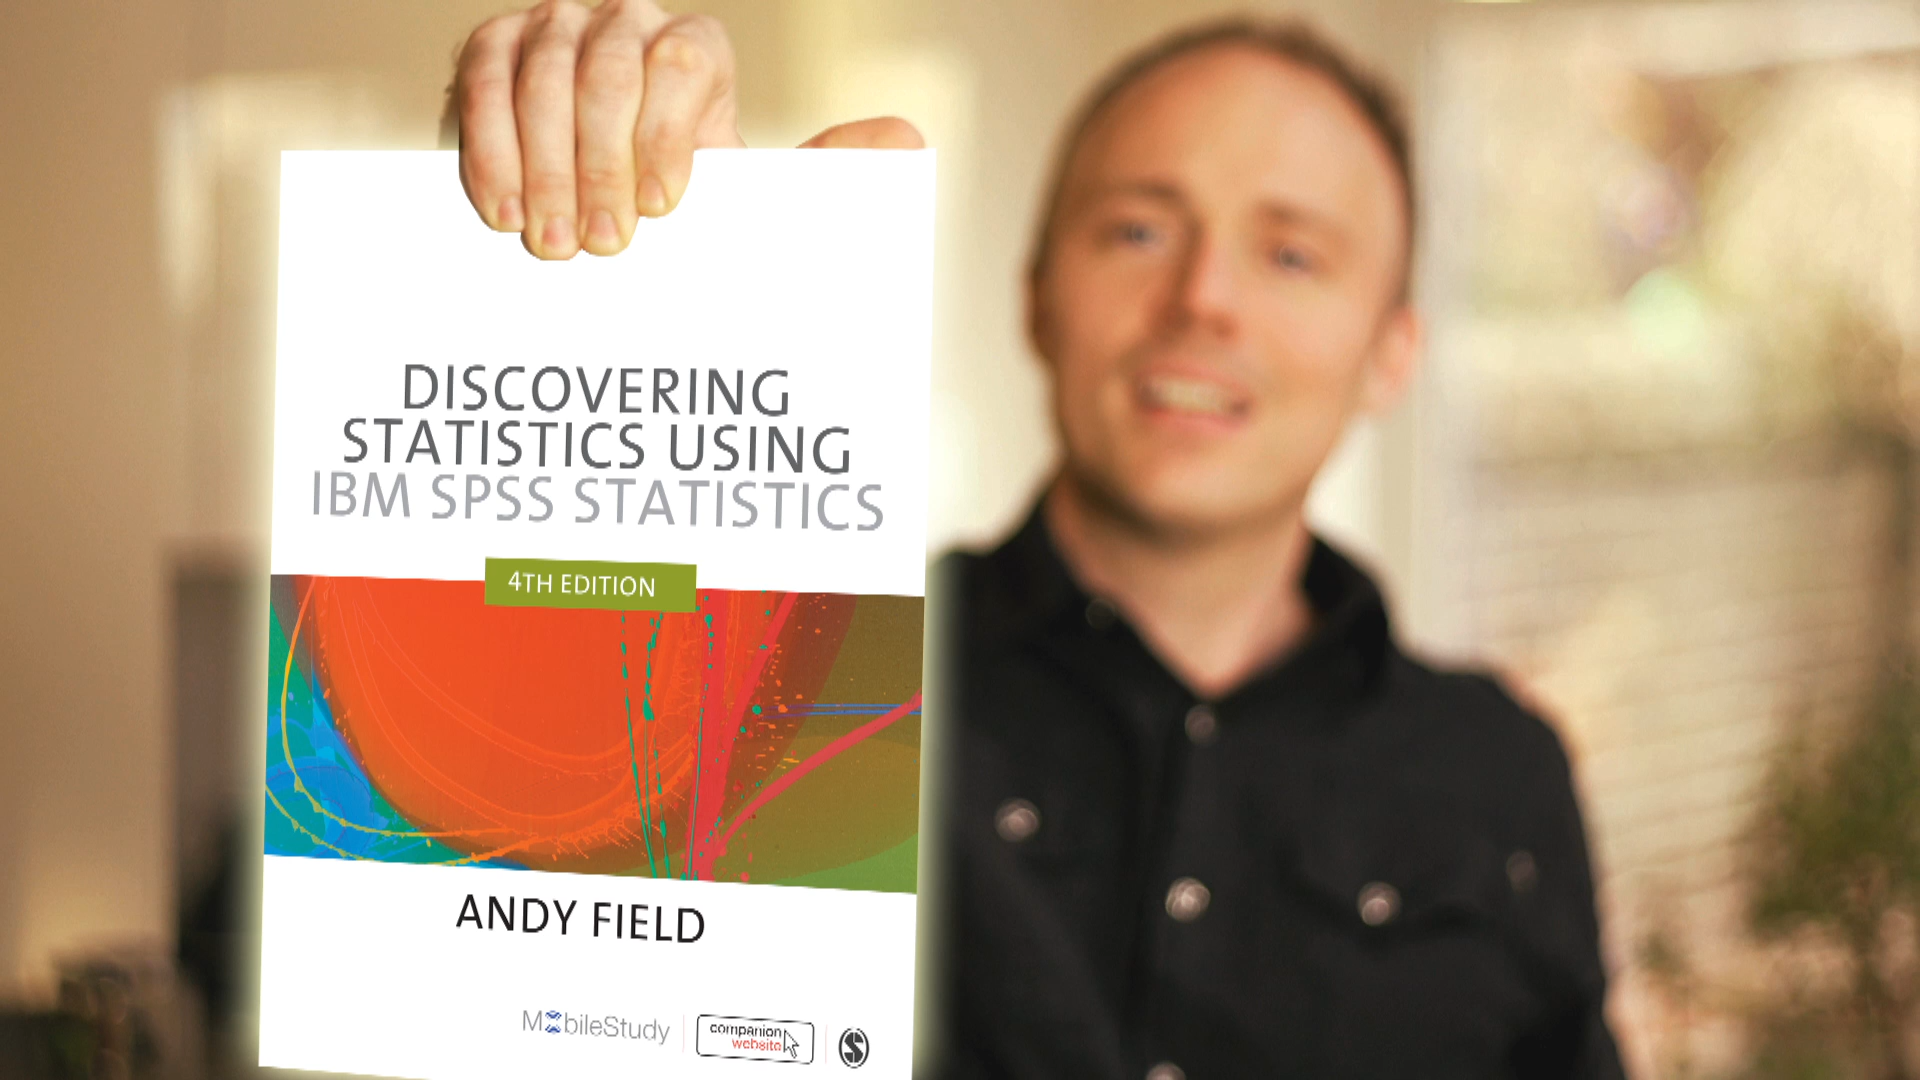 DISCOVERING
STATISTICS USING
IBM SPSS STATISTICS
4TH EDITION
ANDY FIELD
MobileStudy
companion
website
S